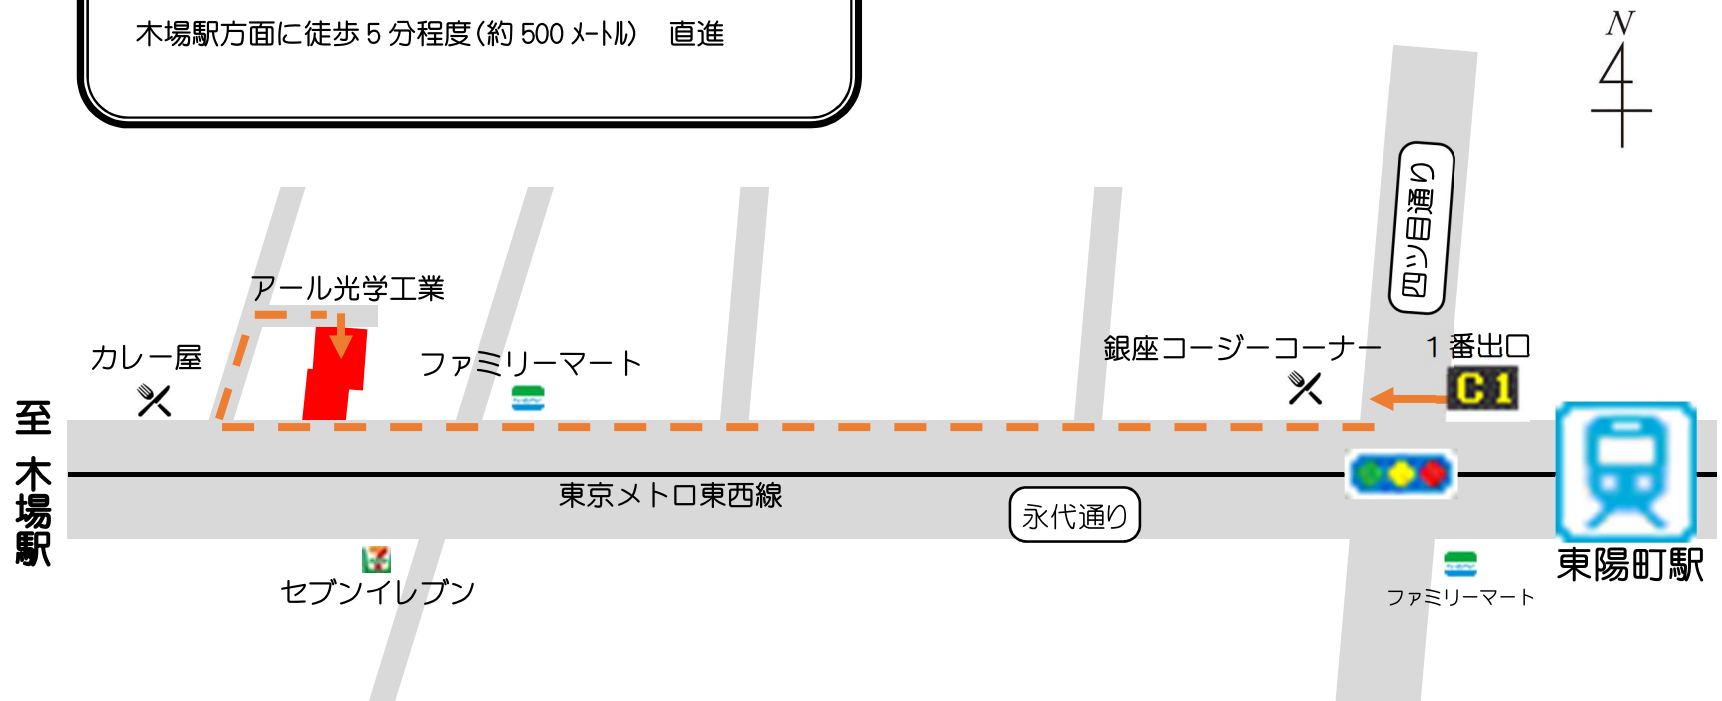 木場駅方面に徒歩5分程度(約500ﾒｰﾄﾙ)　直進
N
四ツ目通り
アール光学工業
カレー屋
ファミリーマート
銀座コージーコーナー
1番出口
C1
至 木場駅
東京メトロ東西線
永代通り
セブンイレブン
ファミリーマート
東陽町駅